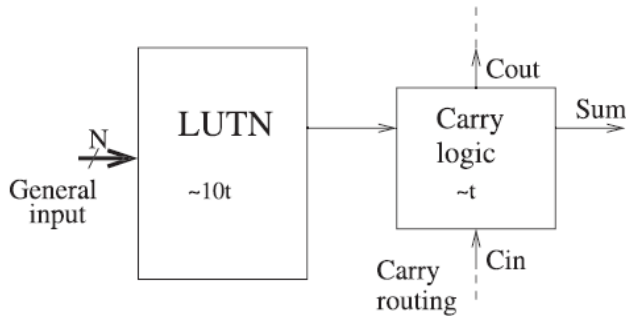 N
General
input
LUTN
~10t
Cout
Carry
logic
~t
Sum
Cin
Carry
routing